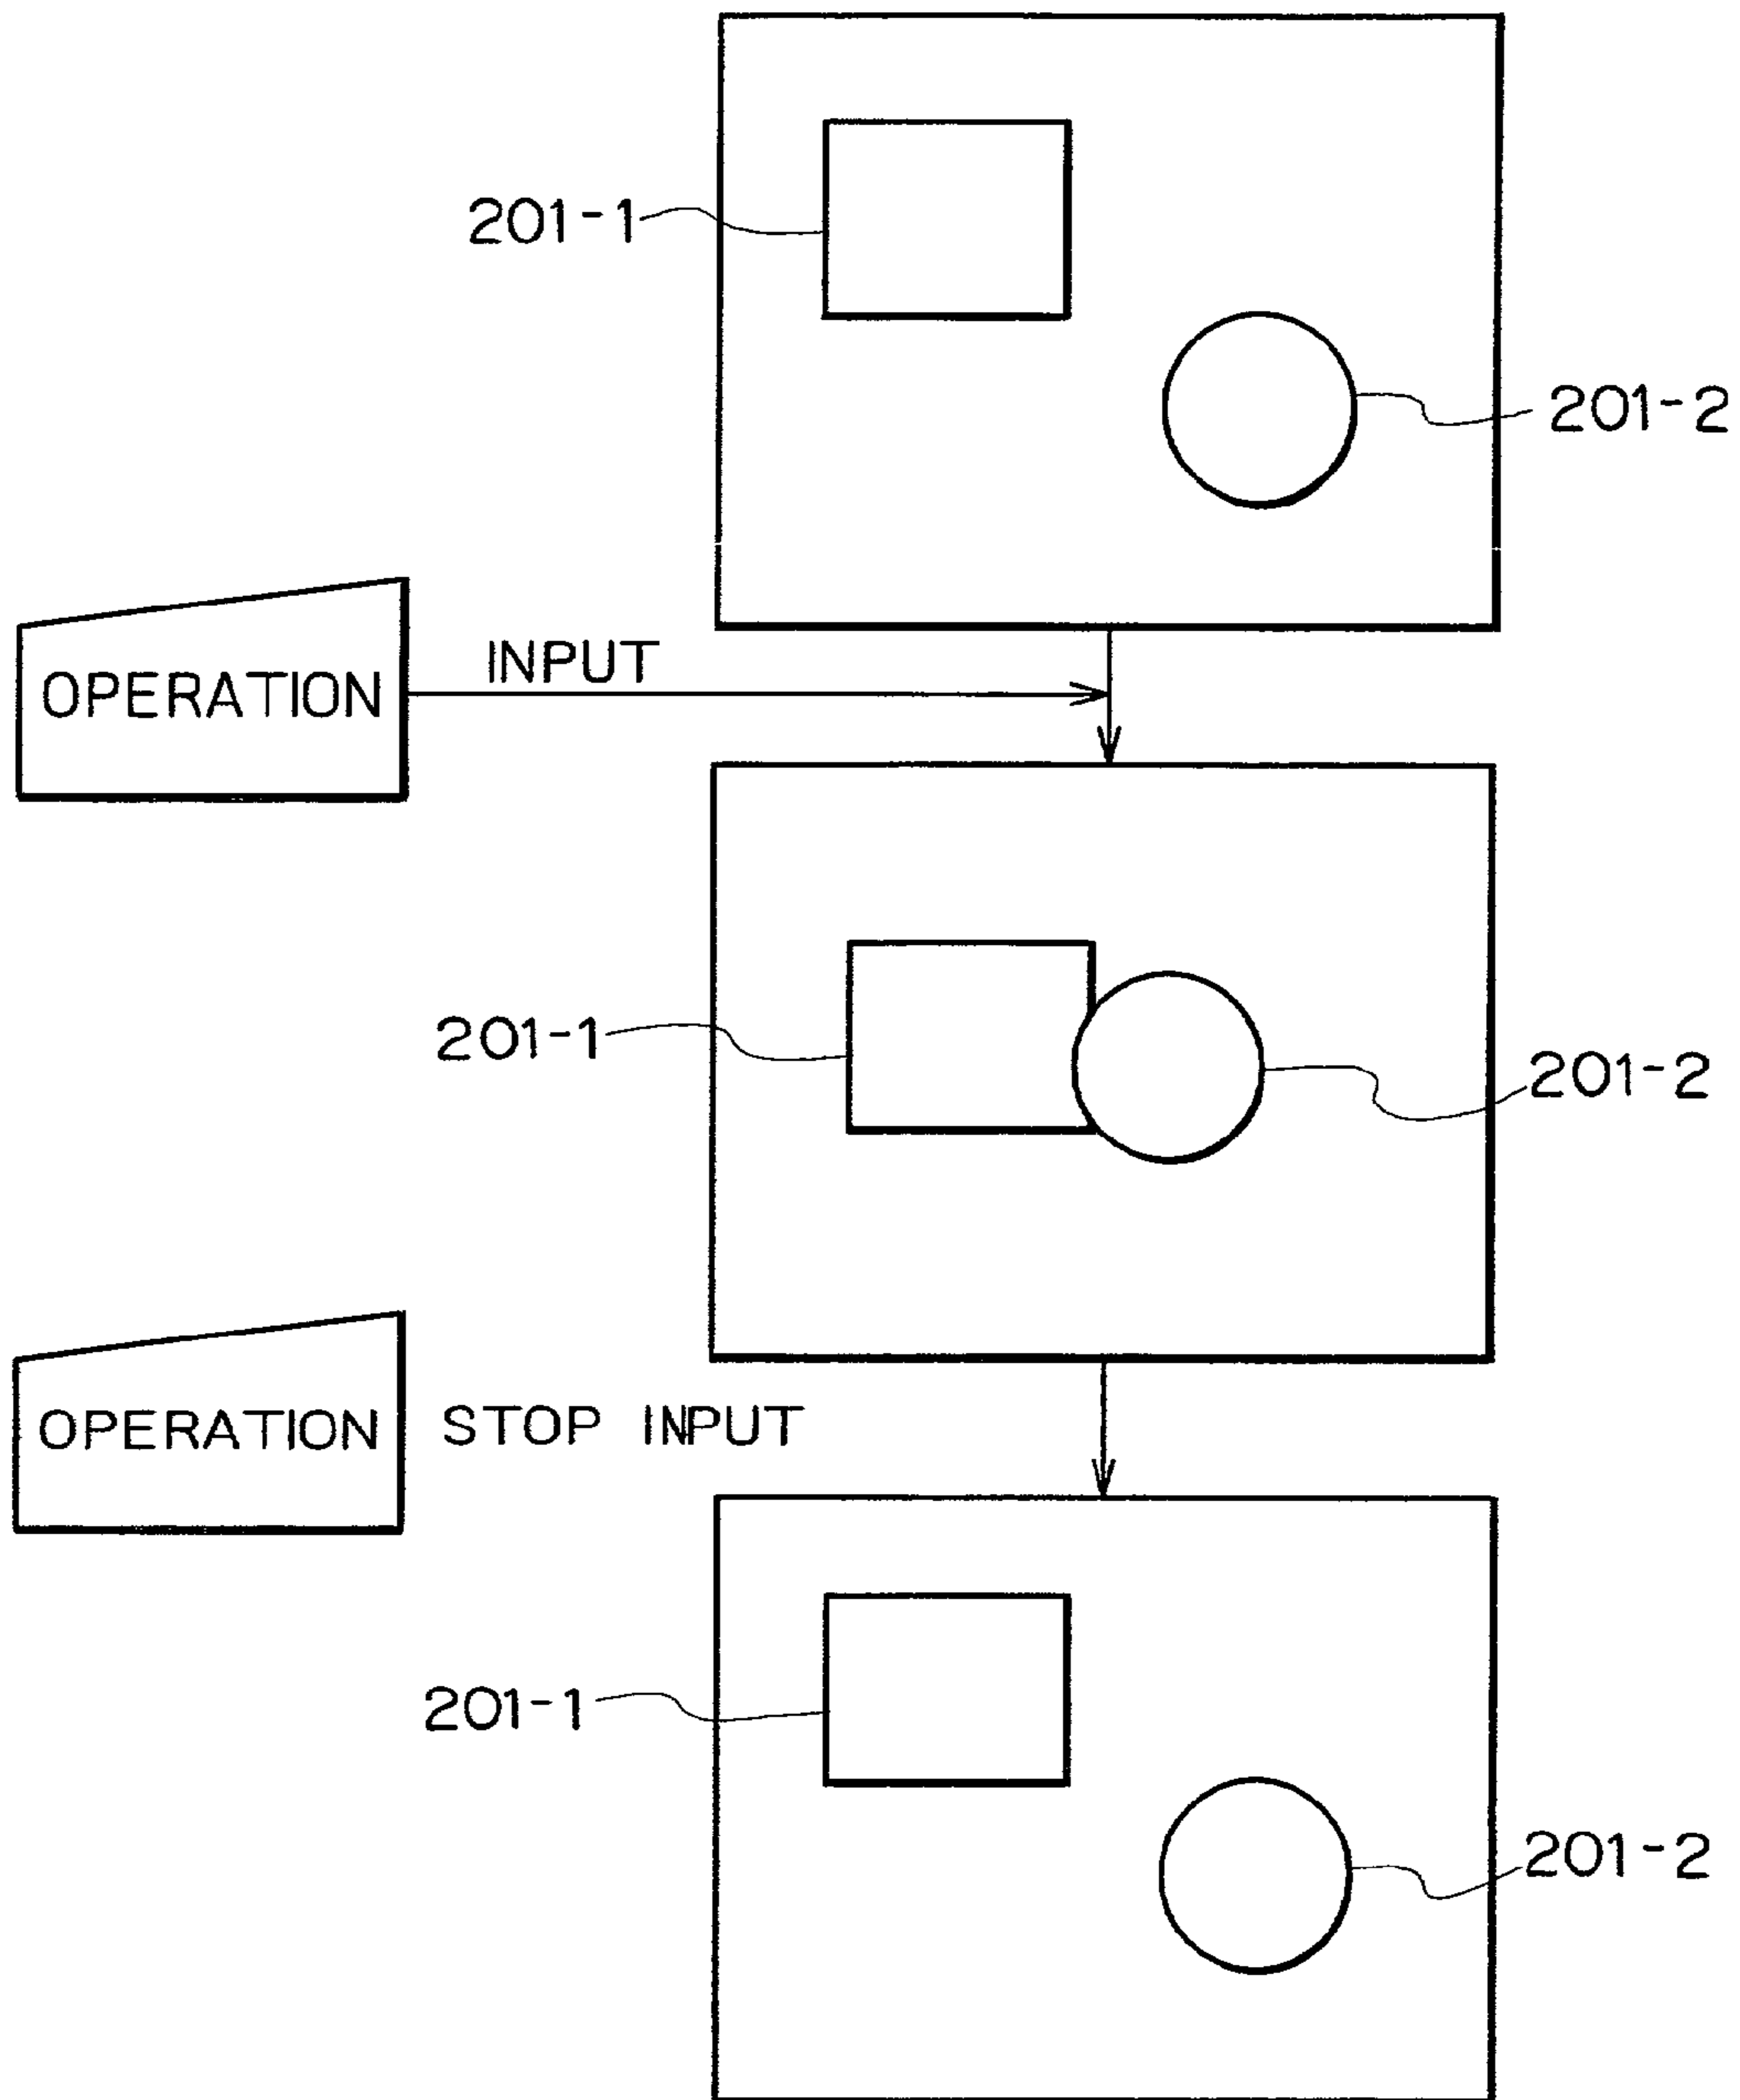 201-1
201-2
INPUT
OPERATION
201-1
201-2
OPERATION STOP INPUT
201-1
201-2